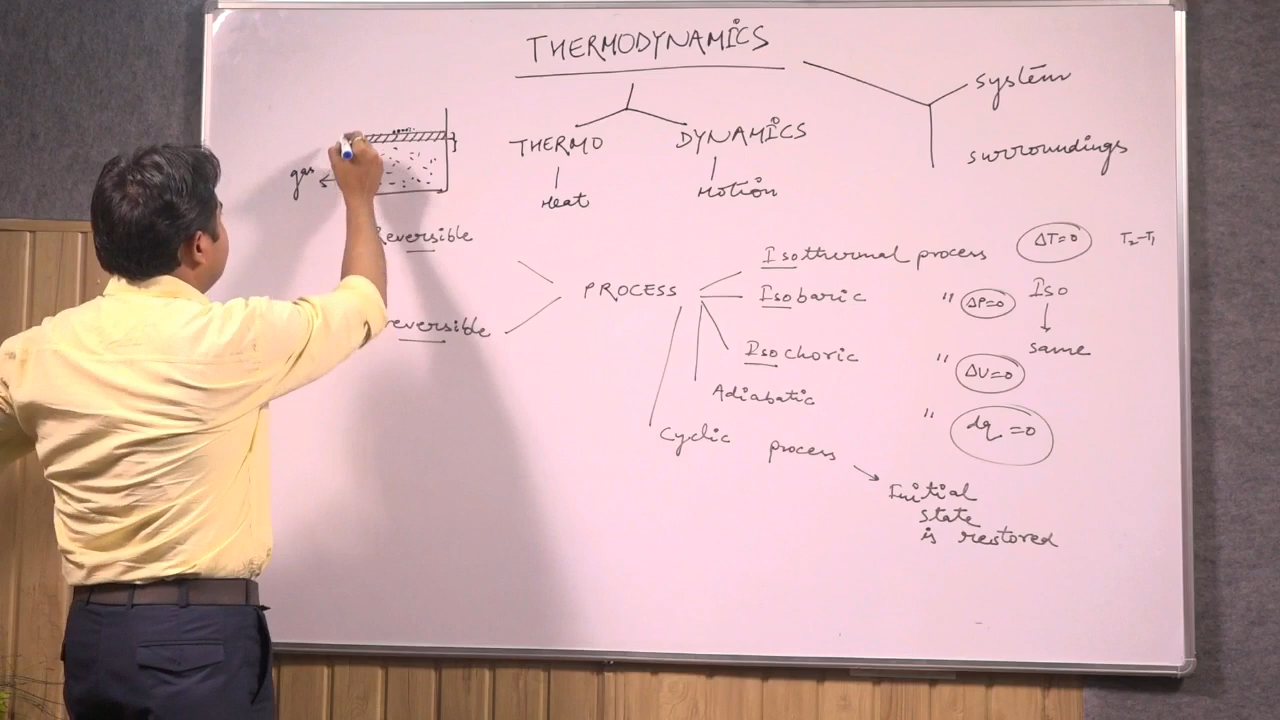 THERMODYNAMICS
system
surroundings
THERMO
DYNAMICS
Heat
Motion
gas
Reversible
reversible
PROCESS
Isothermal process
ΔT=0
T₂-T₁
Isobaric
" ΔP=0
Iso
same
Isochoric
" ΔU=0
Adiabatic
" dq=0
Cyclic process
Initial
state
is restored